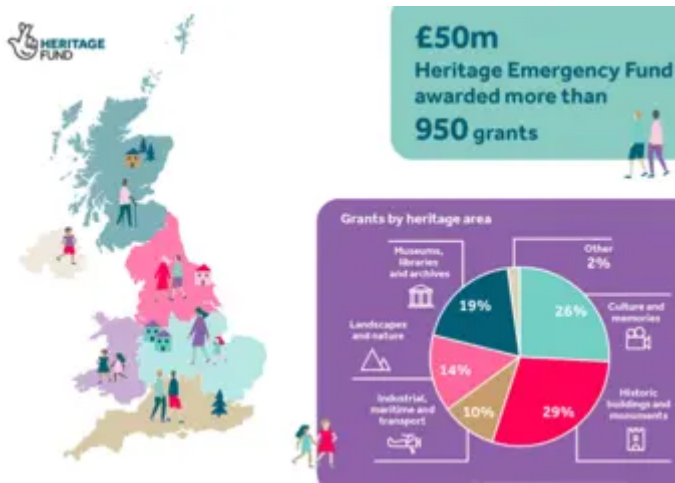 HERITAGE
FUND
£50m
Heritage Emergency Fund
awarded more than
950 grants
Grants by heritage area
Museums,
libraries
and archives
Other
2%
19%
26%
Culture and
memories
Landscapes
and nature
14%
Industrial,
maritime and
transport
10%
29%
Historic
buildings and
monuments